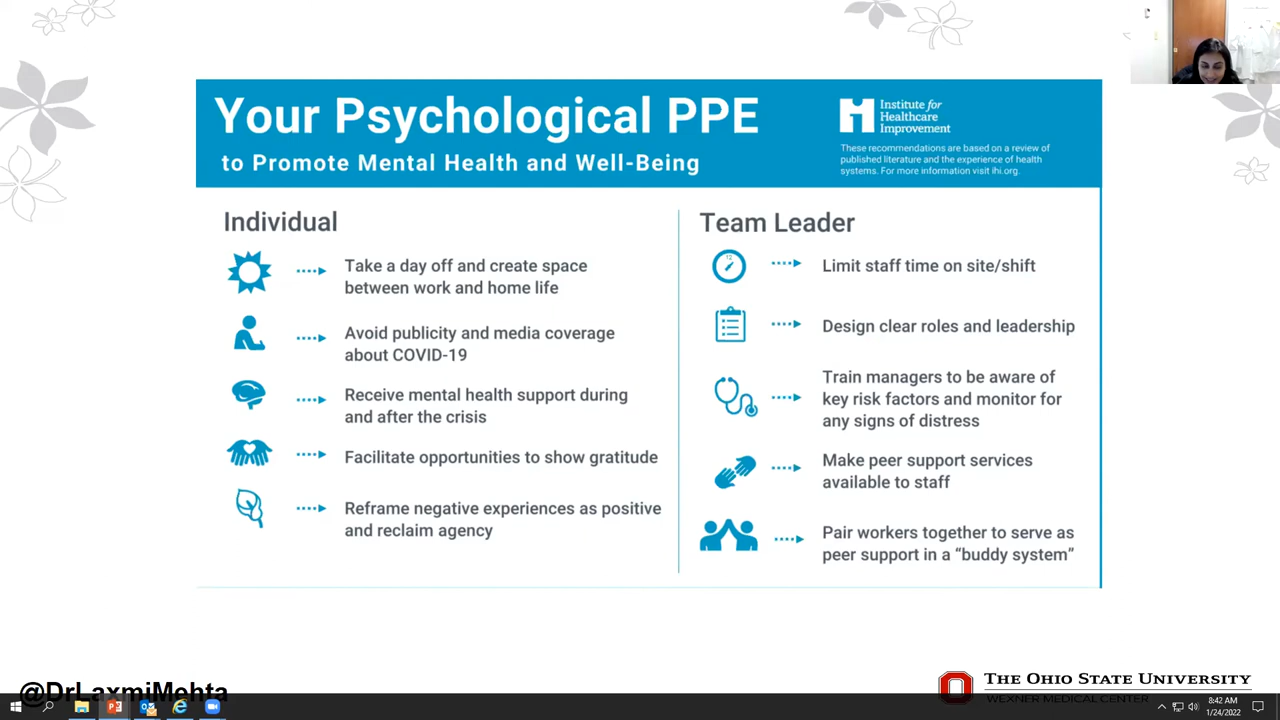 Your Psychological PPE
to Promote Mental Health and Well-Being
Institute for
Healthcare
Improvement
These recommendations are based on a review of
published literature and the experience of health
systems. For more information visit ihi.org.
Individual
Take a day off and create space
between work and home life
Avoid publicity and media coverage
about COVID-19
Receive mental health support during
and after the crisis
Facilitate opportunities to show gratitude
Reframe negative experiences as positive
and reclaim agency
Team Leader
Limit staff time on site/shift
Design clear roles and leadership
Train managers to be aware of
key risk factors and monitor for
any signs of distress
Make peer support services
available to staff
Pair workers together to serve as
peer support in a “buddy system”
@DrLaxmiMehta
THE OHIO STATE UNIVERSITY
WEXNER MEDICAL CENTER
8:42 AM
1/24/2022